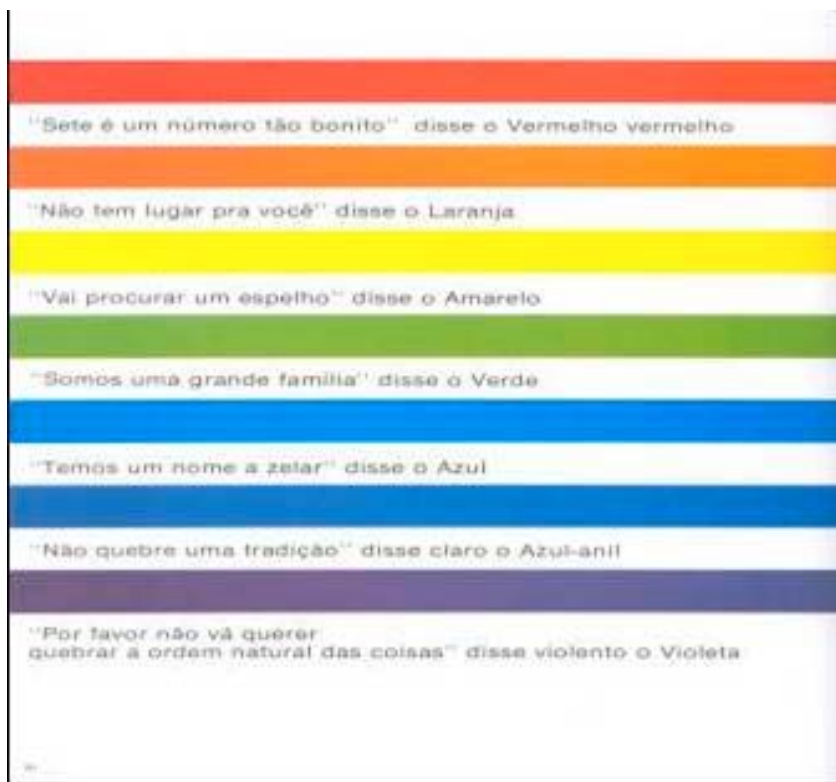 "Sete é um número tão bonito" disse o Vermelho vermelho
"Não tem lugar pra você" disse o Laranja
"Vai procurar um espelho" disse o Amarelo
"Somos uma grande família" disse o Verde
"Temos um nome a zelar" disse o Azul
"Não quebre uma tradição" disse claro o Azul-anil
"Por favor não vá querer
quebrar a ordem natural das coisas" disse violento o Violeta